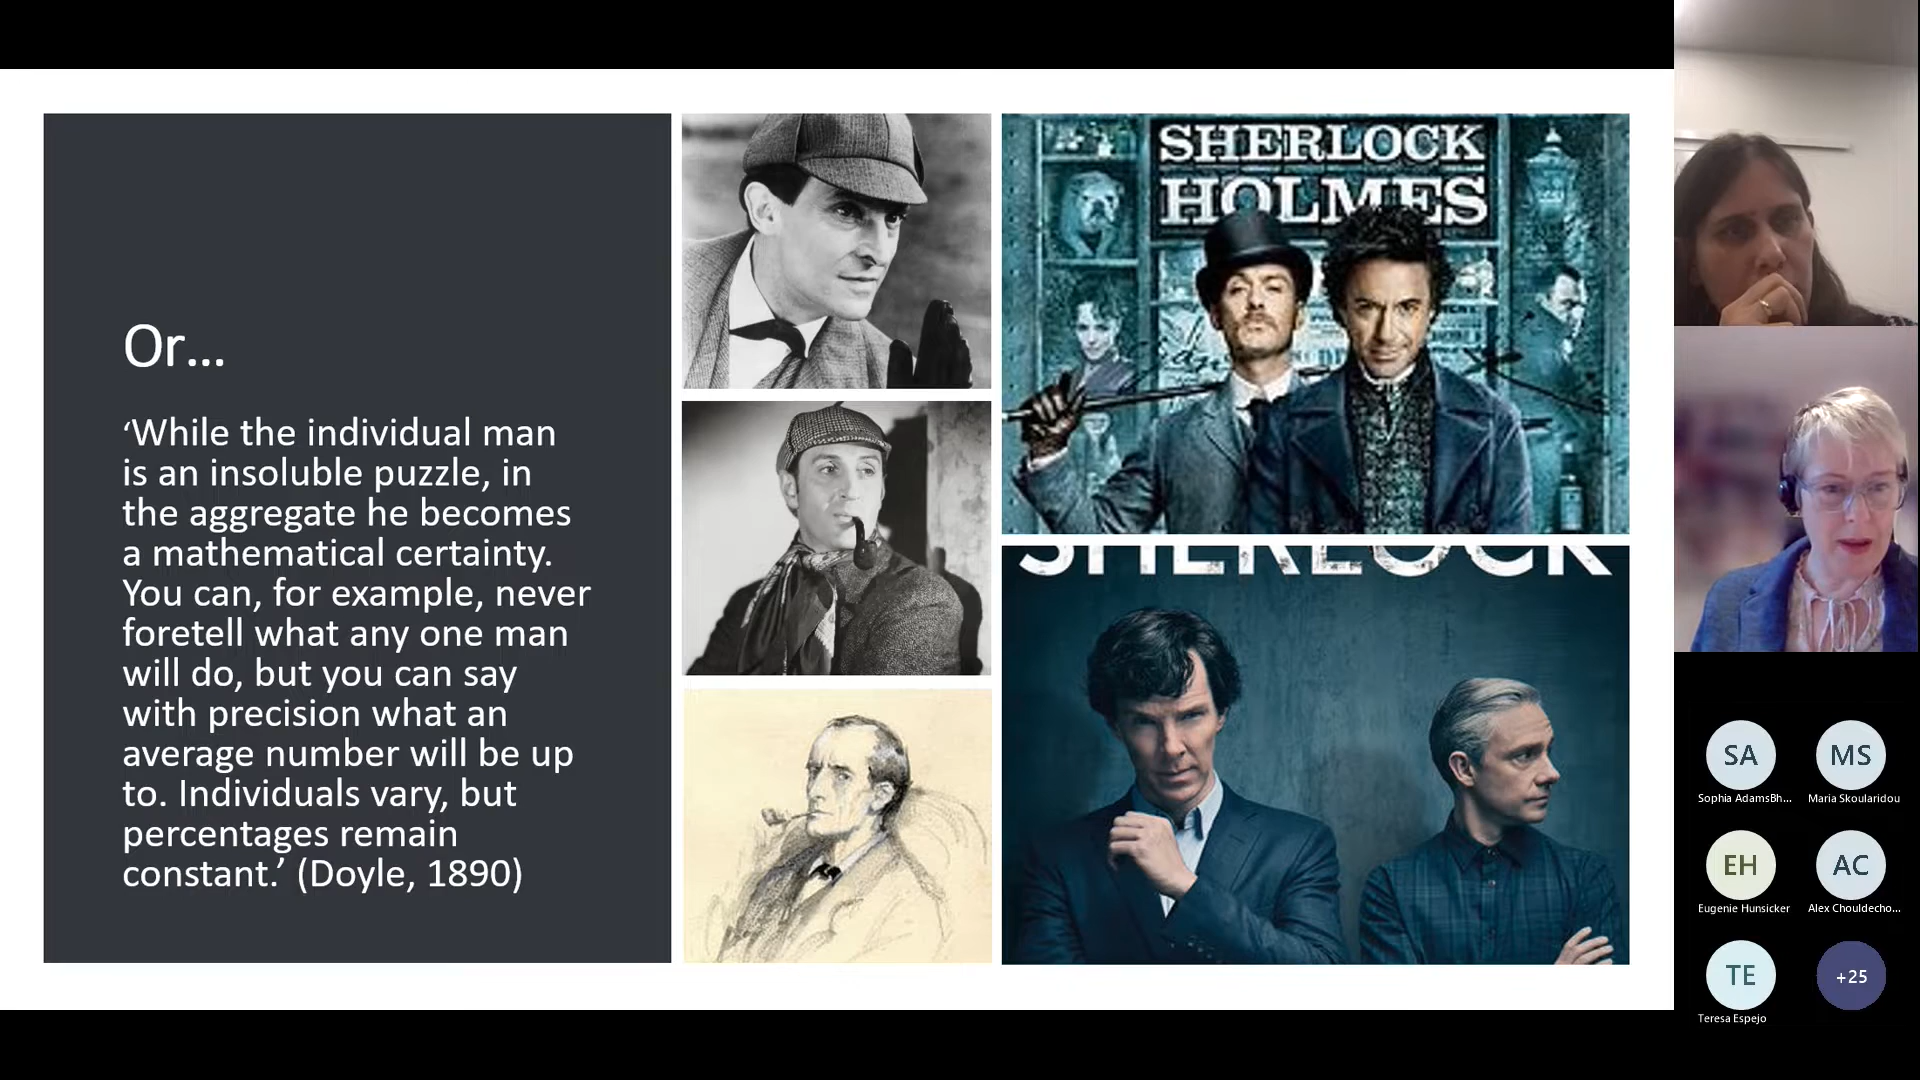 Or...
‘While the individual man
is an insoluble puzzle, in
the aggregate he becomes
a mathematical certainty.
You can, for example, never
foretell what any one man
will do, but you can say
with precision what an
average number will be up
to. Individuals vary, but
percentages remain
constant.’ (Doyle, 1890)
SHERLOCK
HOLMES
SHERLOCK
SA
Sophia AdamsBh...
MS
Maria Skoularidou
EH
Eugenie Hunsicker
AC
Alex Chouldecho...
TE
Teresa Espejo
+25